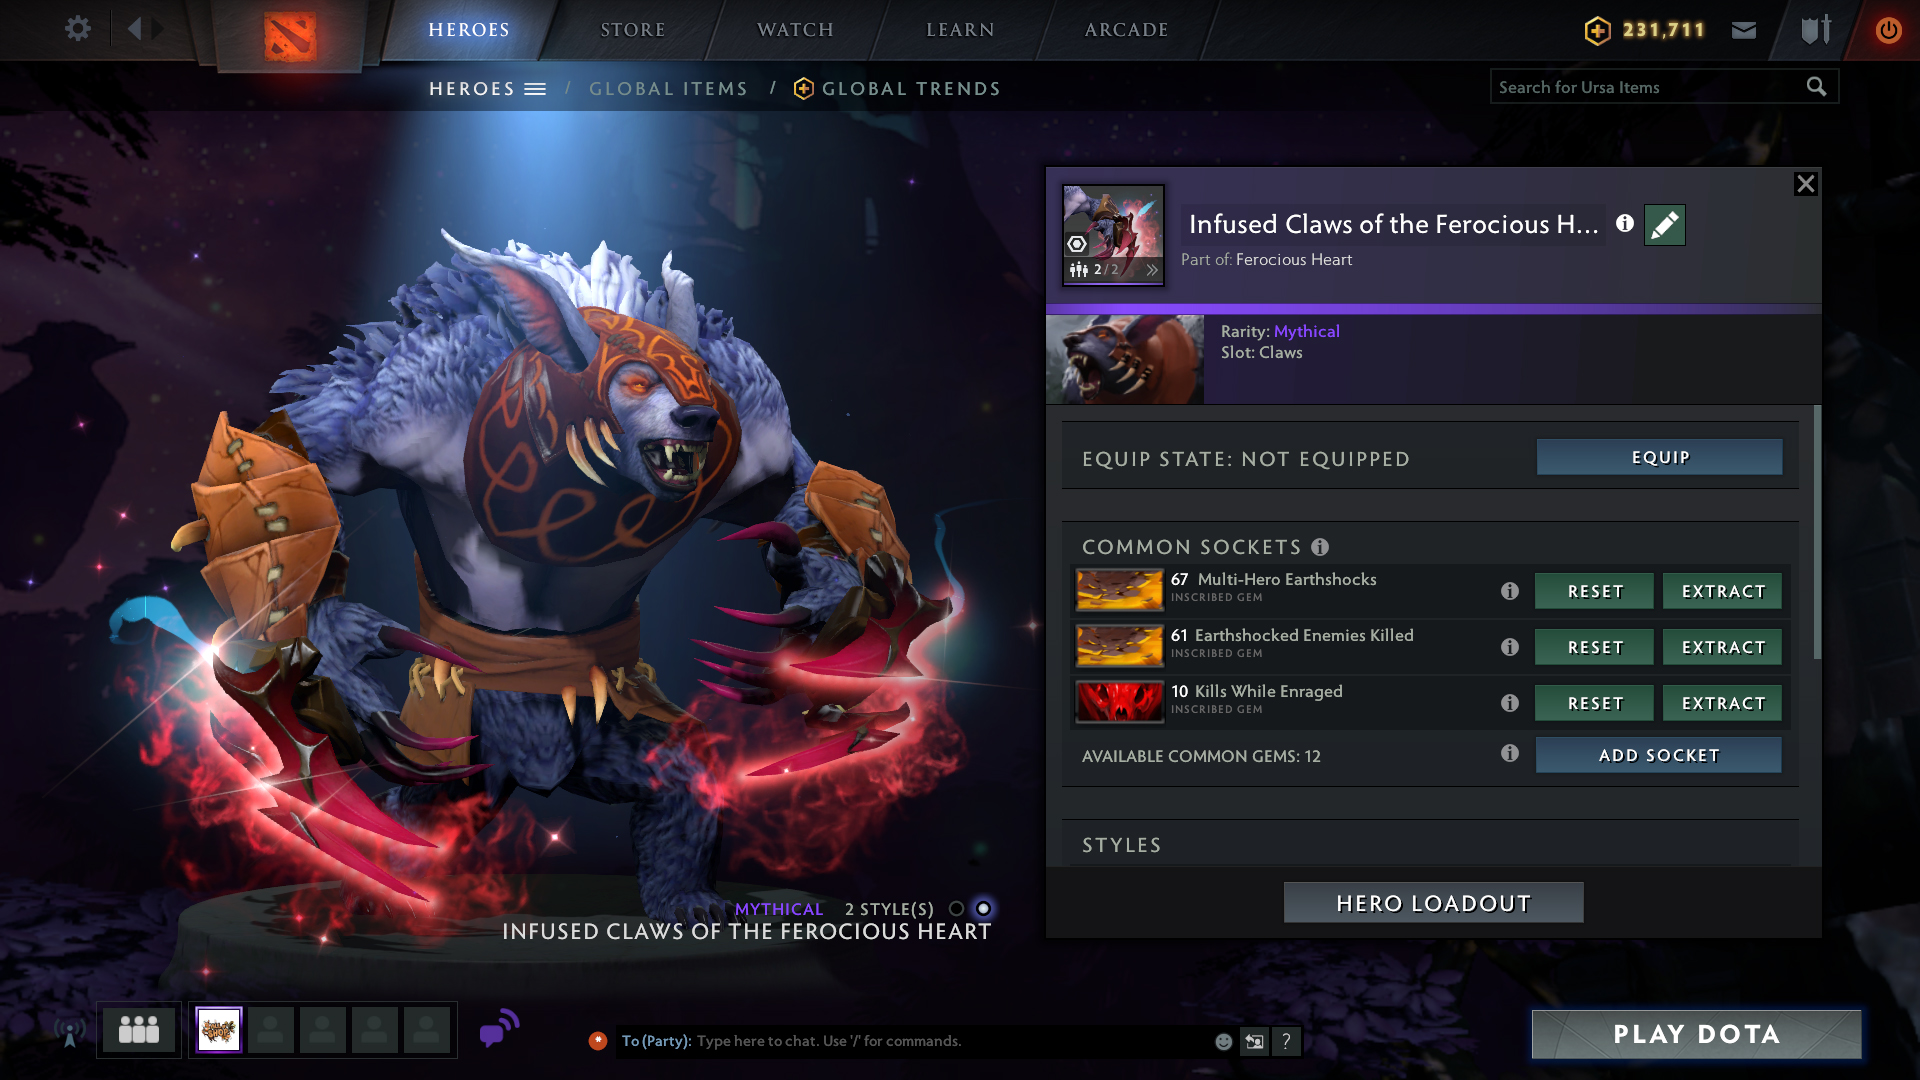 HEROES
STORE
WATCH
LEARN
ARCADE
231,711
HEROES / GLOBAL ITEMS / GLOBAL TRENDS
Search for Ursa Items
Infused Claws of the Ferocious H...
Part of: Ferocious Heart
2/2
Rarity: Mythical
Slot: Claws
EQUIP STATE: NOT EQUIPPED
EQUIP
COMMON SOCKETS
67 Multi-Hero Earthshocks
INSCRIBED GEM
RESET
EXTRACT
61 Earthshocked Enemies Killed
INSCRIBED GEM
RESET
EXTRACT
10 Kills While Enraged
INSCRIBED GEM
RESET
EXTRACT
AVAILABLE COMMON GEMS: 12
ADD SOCKET
STYLES
HERO LOADOUT
MYTHICAL 2 STYLE(S)
INFUSED CLAWS OF THE FEROCIOUS HEART
To (Party): Type here to chat. Use '/' for commands.
?
PLAY DOTA